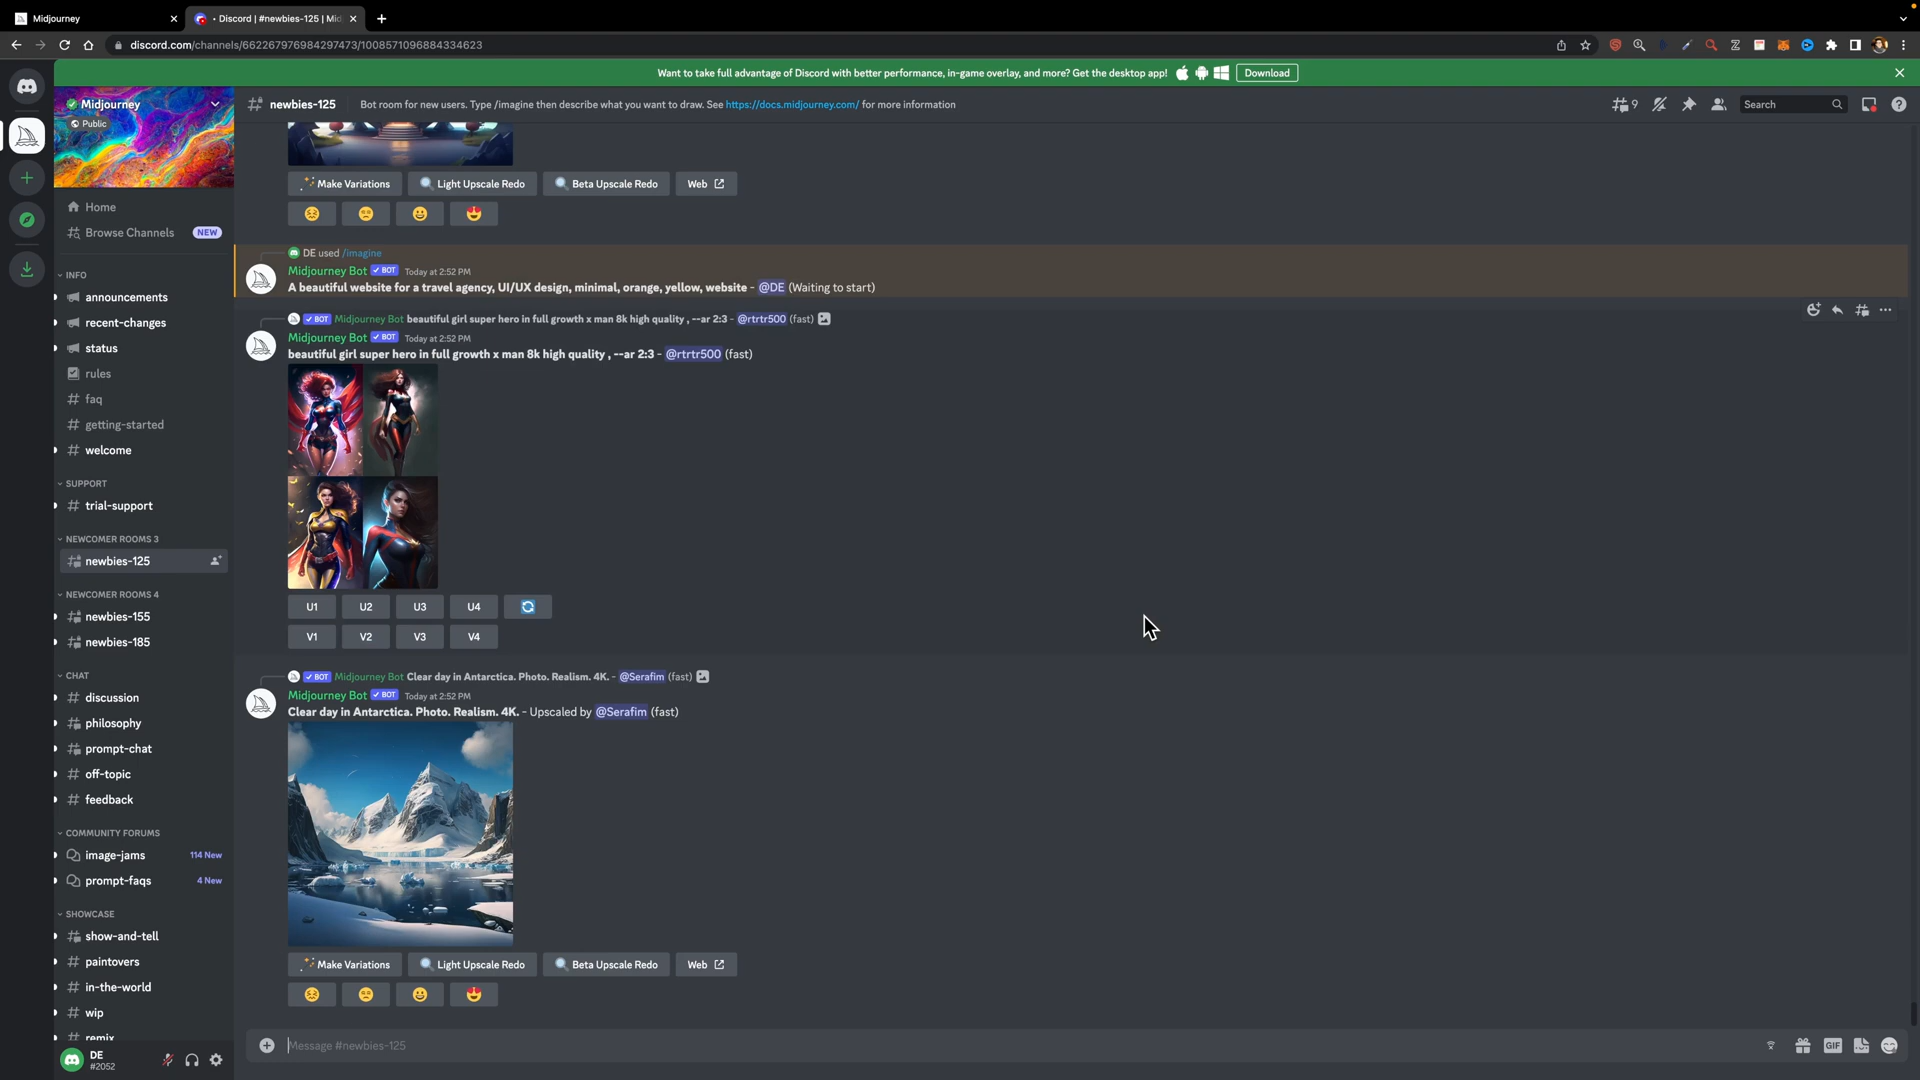 Midjourney
• Discord | #newbies-125 | Mid
discord.com/channels/662267976984297473/1008571096884334623
Want to take full advantage of Discord with better performance, in-game overlay, and more? Get the desktop app!
Download
Midjourney
Public
newbies-125
Bot room for new users. Type /imagine then describe what you want to draw. See https://docs.midjourney.com/ for more information
9
Search
Home
Browse Channels NEW
INFO
announcements
recent-changes
status
rules
faq
getting-started
welcome
SUPPORT
trial-support
NEWCOMER ROOMS 3
newbies-125
NEWCOMER ROOMS 4
newbies-155
newbies-185
CHAT
discussion
philosophy
prompt-chat
off-topic
feedback
COMMUNITY FORUMS
image-jams 114 New
prompt-faqs 4 New
SHOWCASE
show-and-tell
paintovers
in-the-world
wip
remix
DE
#2052
Make Variations Light Upscale Redo Beta Upscale Redo Web
DE used /imagine
Midjourney Bot ✓ BOT Today at 2:52 PM
A beautiful website for a travel agency, UI/UX design, minimal, orange, yellow, website - @DE (Waiting to start)
✓ BOT Midjourney Bot beautiful girl super hero in full growth x man 8k high quality , --ar 2:3 - @rtrtr500 (fast)
Midjourney Bot ✓ BOT Today at 2:52 PM
beautiful girl super hero in full growth x man 8k high quality , --ar 2:3 - @rtrtr500 (fast)
U1 U2 U3 U4
V1 V2 V3 V4
✓ BOT Midjourney Bot Clear day in Antarctica. Photo. Realism. 4K. - @Serafim (fast)
Midjourney Bot ✓ BOT Today at 2:52 PM
Clear day in Antarctica. Photo. Realism. 4K. - Upscaled by @Serafim (fast)
Make Variations Light Upscale Redo Beta Upscale Redo Web
Message #newbies-125
GIF